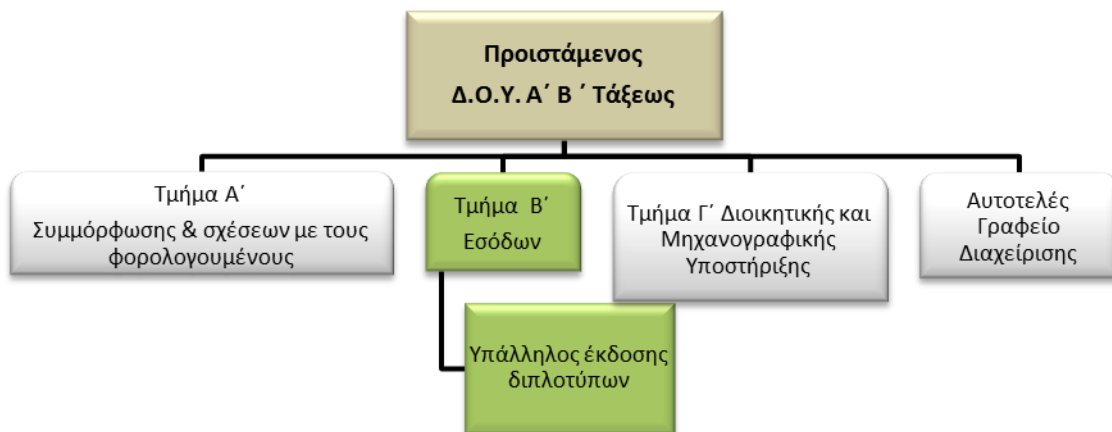 Προιστάμενος
Δ.Ο.Υ. Α΄ Β ΄ Τάξεως
Τμήμα Α΄
Συμμόρφωσης & σχέσεων με τους
φορολογουμένους
Τμήμα Β΄
Εσόδων
Τμήμα Γ΄ Διοικητικής και
Μηχανογραφικής
Υποστήριξης
Αυτοτελές
Γραφείο
Διαχείρισης
Υπάλληλος έκδοσης
διπλοτύπων